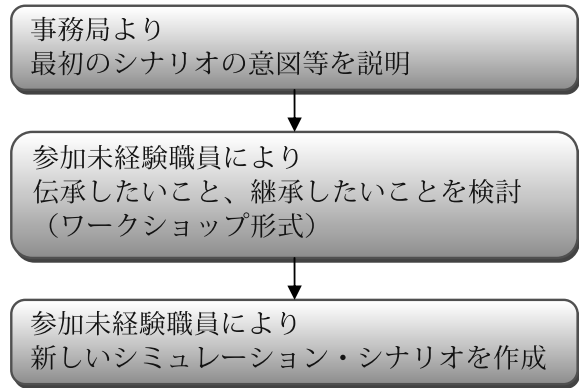 事務局より
最初のシナリオの意図等を説明
参加未経験職員により
伝承したいこと、継承したいことを検討
（ワークショップ形式）
参加未経験職員により
新しいシミュレーション・シナリオを作成